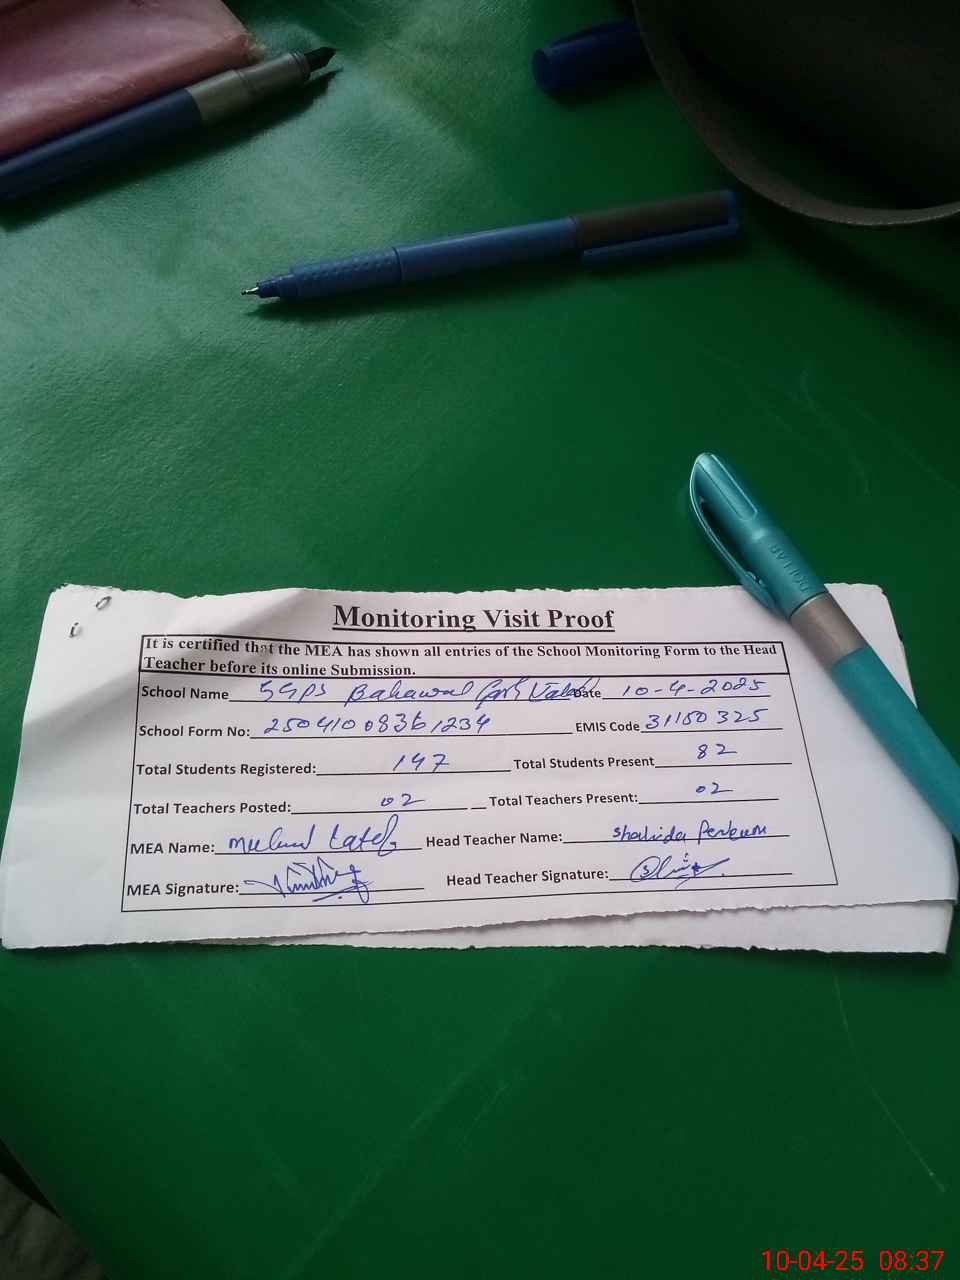 Monitoring Visit Proof
It is certified that the MEA has shown all entries of the School Monitoring Form to the Head
Teacher before its online Submission.
School Name Bahawal Date 10-4-2025
School Form No: 25041008361234 EMIS Code 31150325
Total Students Registered: 147 Total Students Present 82
Total Teachers Posted: 02 Total Teachers Present: 02
MEA Name: Head Teacher Name: Shahida Perveen
MEA Signature: Head Teacher Signature:
10-04-25 08:37